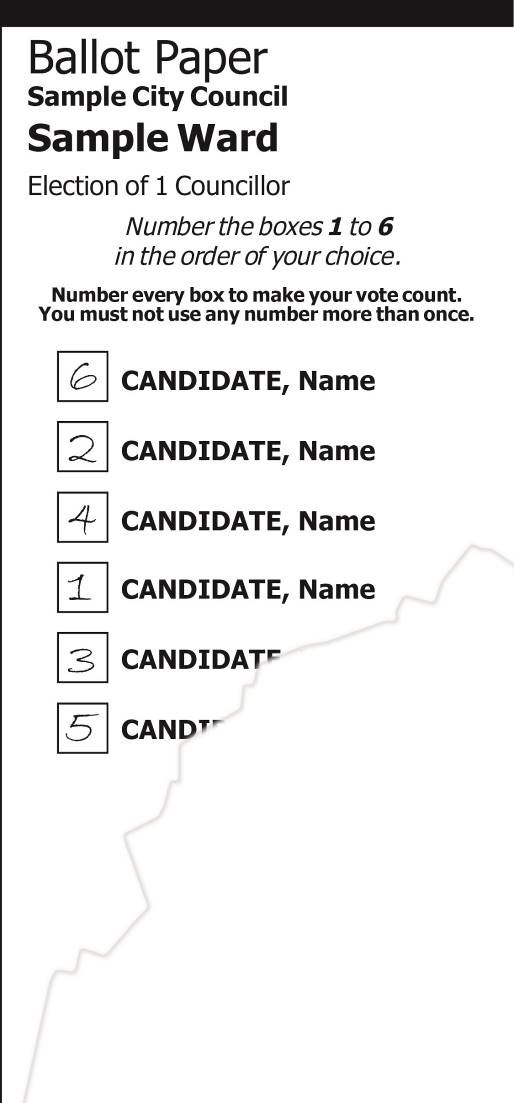 Ballot Paper
Sample City Council
Sample Ward
Election of 1 Councillor
Number the boxes 1 to 6
in the order of your choice.
Number every box to make your vote count.
You must not use any number more than once.
6 CANDIDATE, Name
2 CANDIDATE, Name
4 CANDIDATE, Name
1 CANDIDATE, Name
3 CANDIDATE
5 CANDI